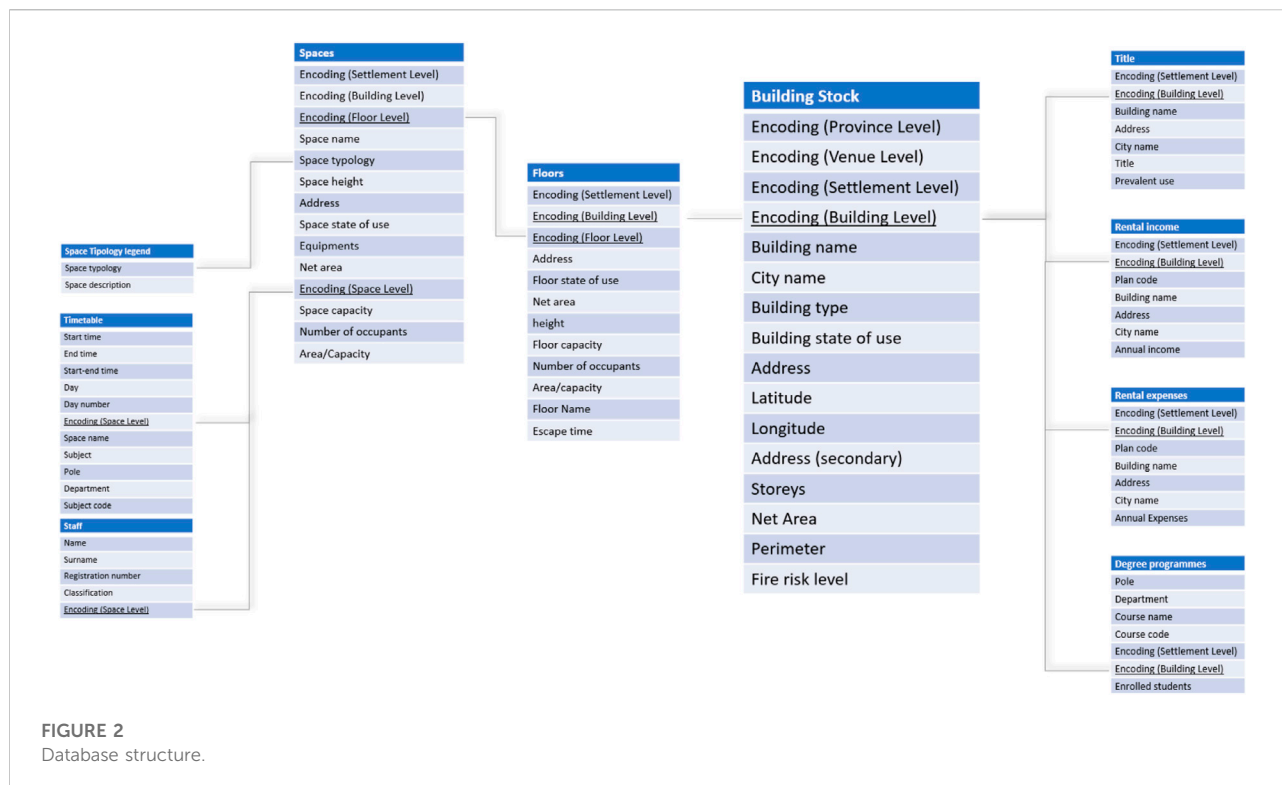 Spaces
Encoding (Settlement Level)
Encoding (Building Level)
Encoding (Floor Level)
Space name
Space typology
Space height
Address
Space state of use
Equipments
Net area
Encoding (Space Level)
Space capacity
Number of occupants
Area/Capacity
Space Tipology legend
Space typology
Space description
Timetable
Start time
End time
Start-end time
Day
Day number
Encoding (Space Level)
Space name
Subject
Pole
Department
Subject code
Staff
Name
Surname
Registration number
Classification
Encoding (Space Level)
Floors
Encoding (Settlement Level)
Encoding (Building Level)
Encoding (Floor Level)
Address
Floor state of use
Net area
height
Floor capacity
Number of occupants
Area/capacity
Floor Name
Escape time
Building Stock
Encoding (Province Level)
Encoding (Venue Level)
Encoding (Settlement Level)
Encoding (Building Level)
Building name
City name
Building type
Building state of use
Address
Latitude
Longitude
Address (secondary)
Storeys
Net Area
Perimeter
Fire risk level
Title
Encoding (Settlement Level)
Encoding (Building Level)
Building name
Address
City name
Title
Prevalent use
Rental income
Encoding (Settlement Level)
Encoding (Building Level)
Plan code
Building name
Address
City name
Annual income
Rental expenses
Encoding (Settlement Level)
Encoding (Building Level)
Plan code
Building name
Address
City name
Annual Expenses
Degree programmes
Pole
Department
Course name
Course code
Encoding (Settlement Level)
Encoding (Building Level)
Enrolled students
FIGURE 2
Database structure.